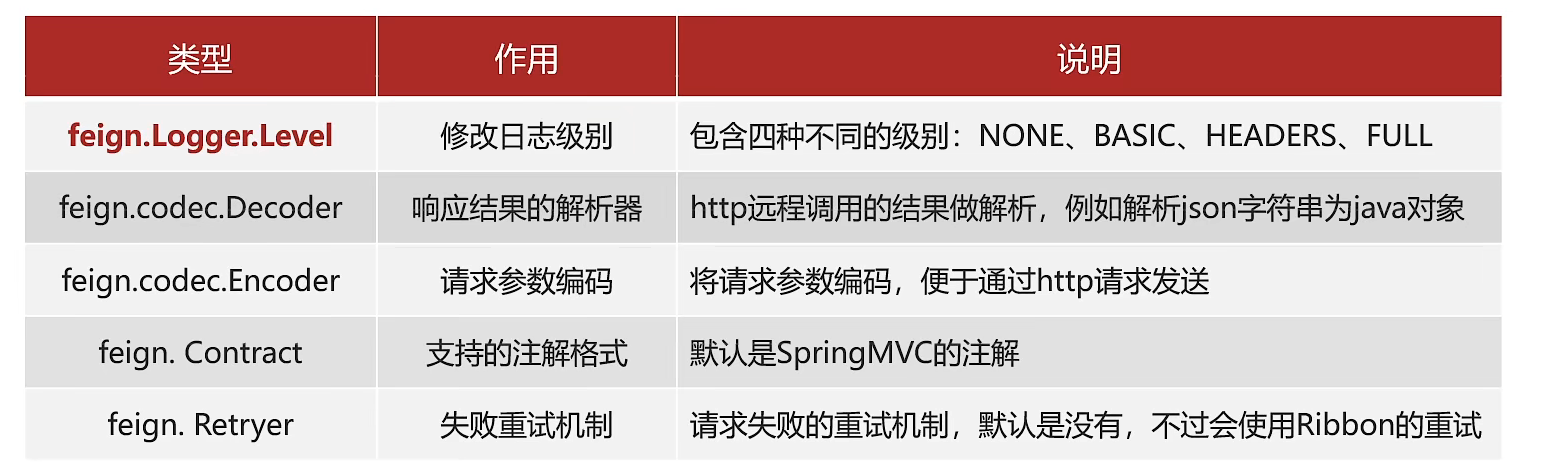 类型 作用 说明
feign.Logger.Level 修改日志级别 包含四种不同的级别：NONE、BASIC、HEADERS、FULL
feign.codec.Decoder 响应结果的解析器 http远程调用的结果做解析，例如解析json字符串为java对象
feign.codec.Encoder 请求参数编码 将请求参数编码，便于通过http请求发送
feign. Contract 支持的注解格式 默认是SpringMVC的注解
feign. Retryer 失败重试机制 请求失败的重试机制，默认是没有，不过会使用Ribbon的重试